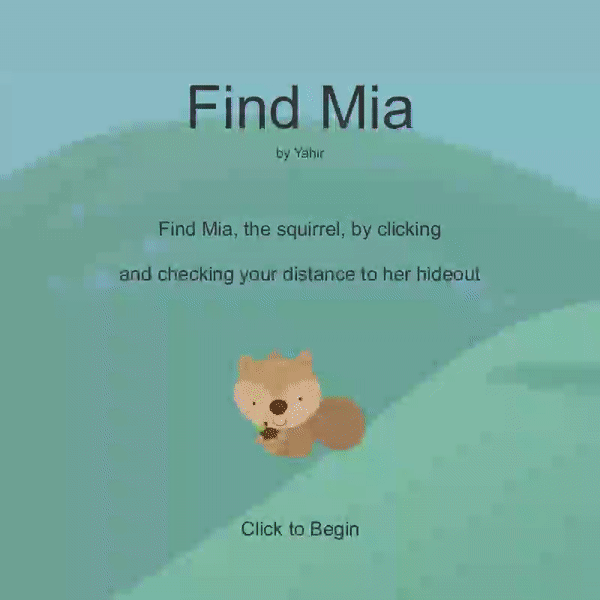 Find Mia
by Yahir
Find Mia, the squirrel, by clicking
and checking your distance to her hideout
Click to Begin